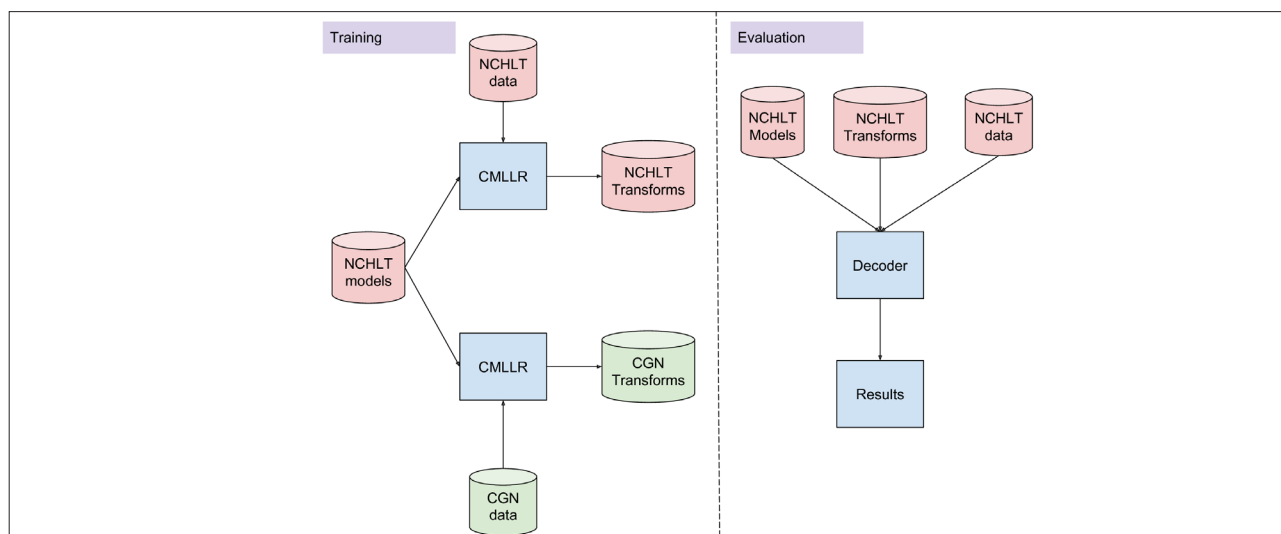 Training
NCHLT
data
CMLLR
NCHLT
Transforms
NCHLT
models
CMLLR
CGN
Transforms
CGN
data
Evaluation
NCHLT
Models
NCHLT
Transforms
NCHLT
data
Decoder
Results